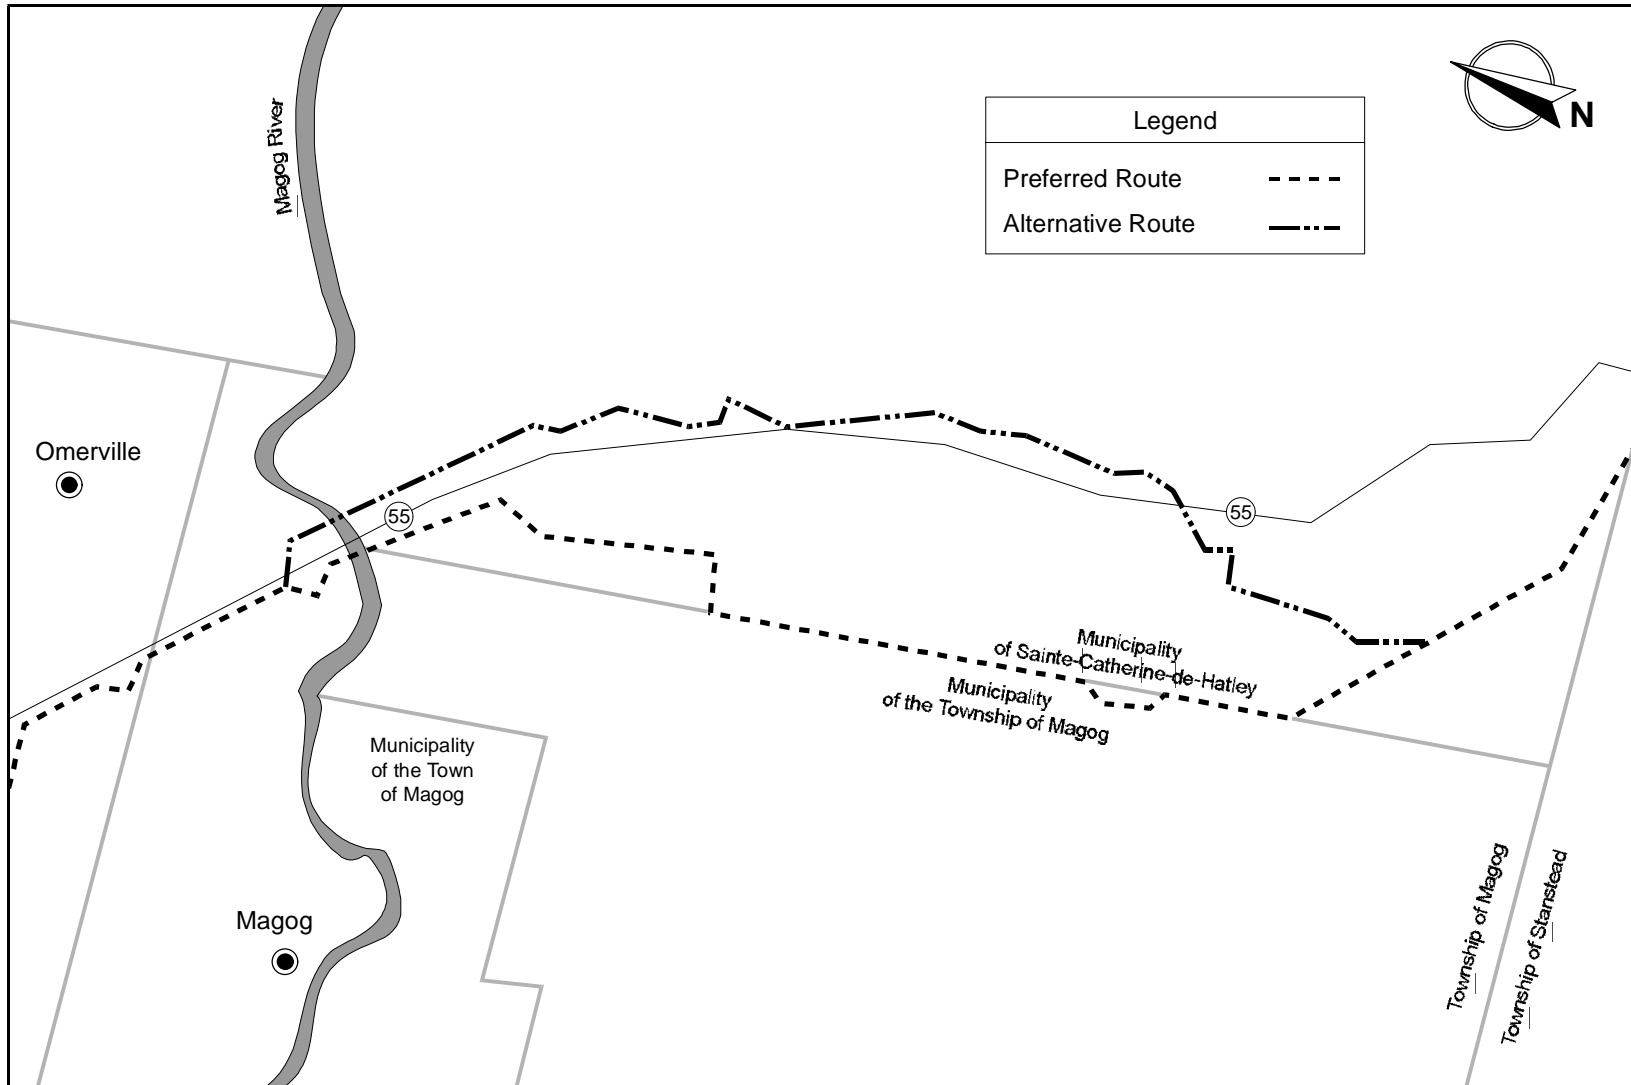 Magog River
Legend
Preferred Route
Alternative Route
N
Omerville
55
55
Municipality
of Sainte-Catherine-de-Hatley
Municipality
of the Township of Magog
Municipality
of the Town
of Magog
Magog
Township of Magog
Township of Stanstead